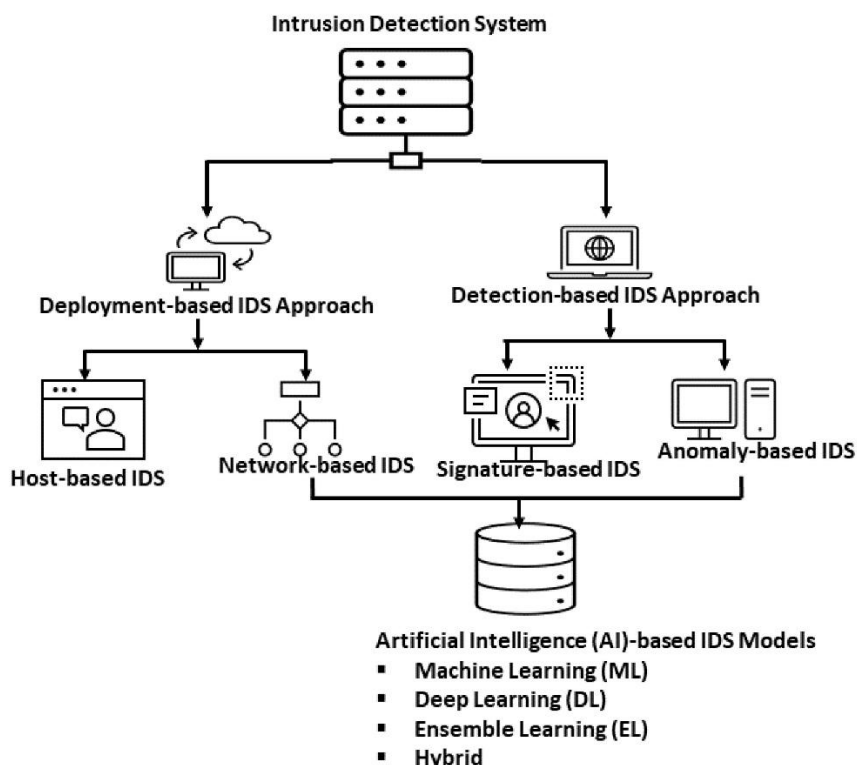 Intrusion Detection System
Deployment-based IDS Approach
Detection-based IDS Approach
Host-based IDS
Network-based IDS
Signature-based IDS
Anomaly-based IDS
Artificial Intelligence (AI)-based IDS Models
▪ Machine Learning (ML)
▪ Deep Learning (DL)
▪ Ensemble Learning (EL)
▪ Hybrid